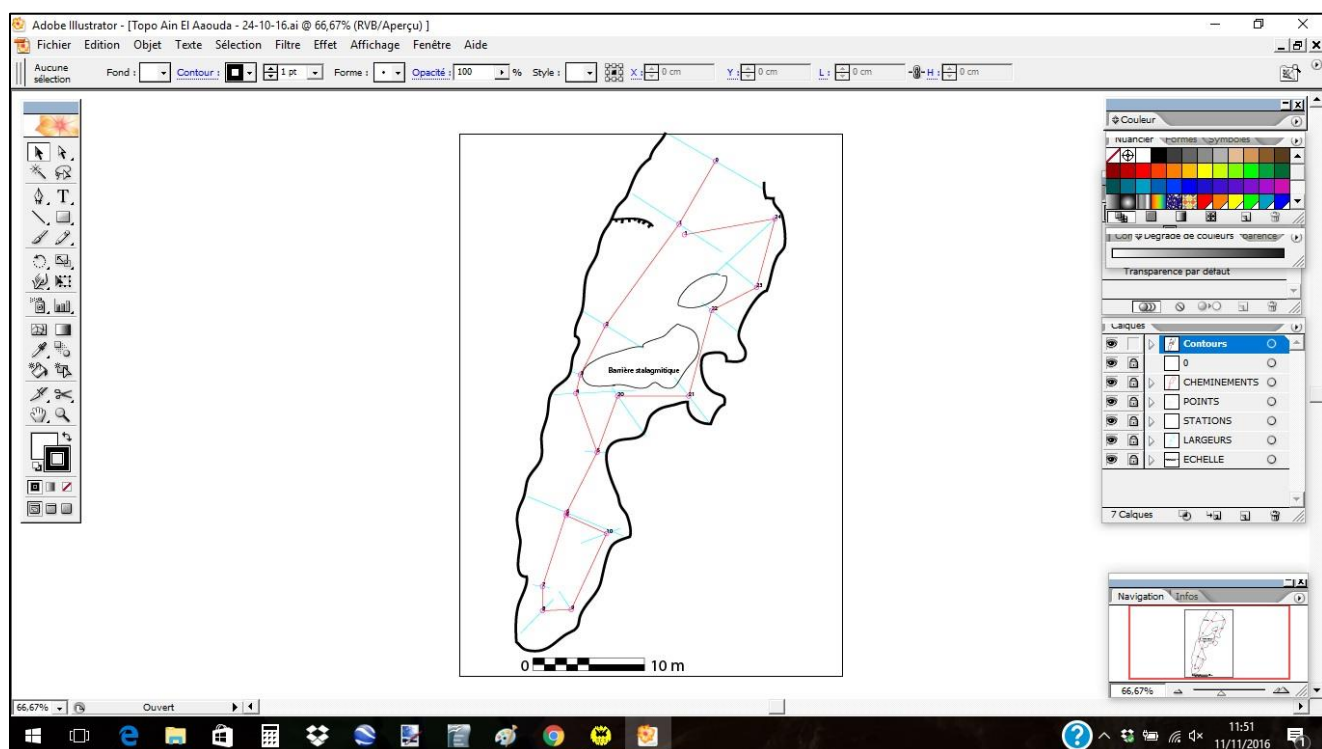 Adobe Illustrator - [Topo Ain El Aaouda - 24-10-16.ai @ 66,67% (RVB/Aperçu) ]
Fichier Edition Objet Texte Sélection Filtre Effet Affichage Fenêtre Aide
Aucune sélection Fond : Contour : 1 pt Forme : Opacité : 100 % Style : X : 0 cm Y : 0 cm L : 0 cm H : 0 cm
Couleur
Nuancier Formes Symboles
Dégradé de couleurs
Transparence par défaut
Calques
Contours
0
CHEMINEMENTS
POINTS
STATIONS
LARGEURS
ECHELLE
7 Calques
Navigation Infos
66,67%
Barrière stalagmitique
0 10 m
66,67% Ouvert
11:51
11/11/2016